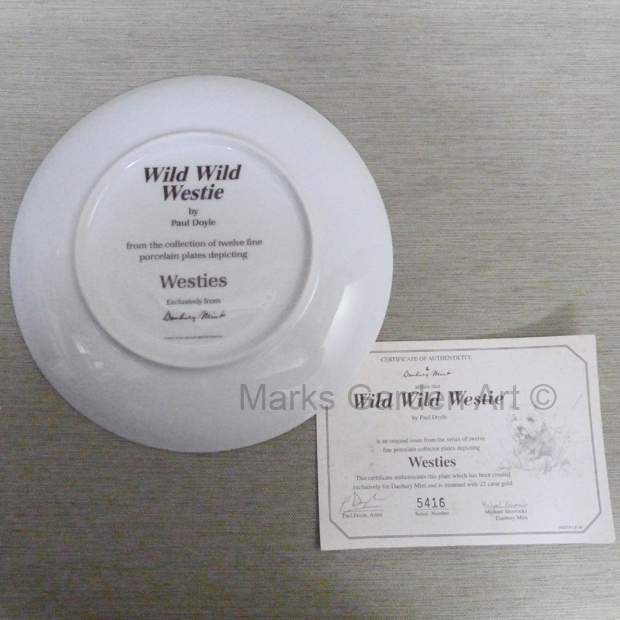 Wild Wild
Westie
by
Paul Doyle
from the collection of twelve fine
porcelain plates depicting
Westies
Exclusively from
Danbury Mint
CERTIFICATE OF AUTHENTICITY
Danbury Mint
that
Wild Wild Westie
by Paul Doyle
is an original issue from the series of twelve
fine porcelain collector plates depicting
Westies
This certificate authenticates this plate which has been created
exclusively for Danbury Mint and is trimmed with 22 carat gold.
5416
Paul Doyle, Artist
Serial Number
Michael
Danbury Mint
Marks Garden Art ©